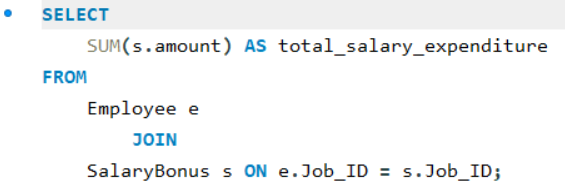 SELECT
SUM(s.amount) AS total_salary_expenditure
FROM
Employee e
JOIN
SalaryBonus s ON e.Job_ID = s.Job_ID;